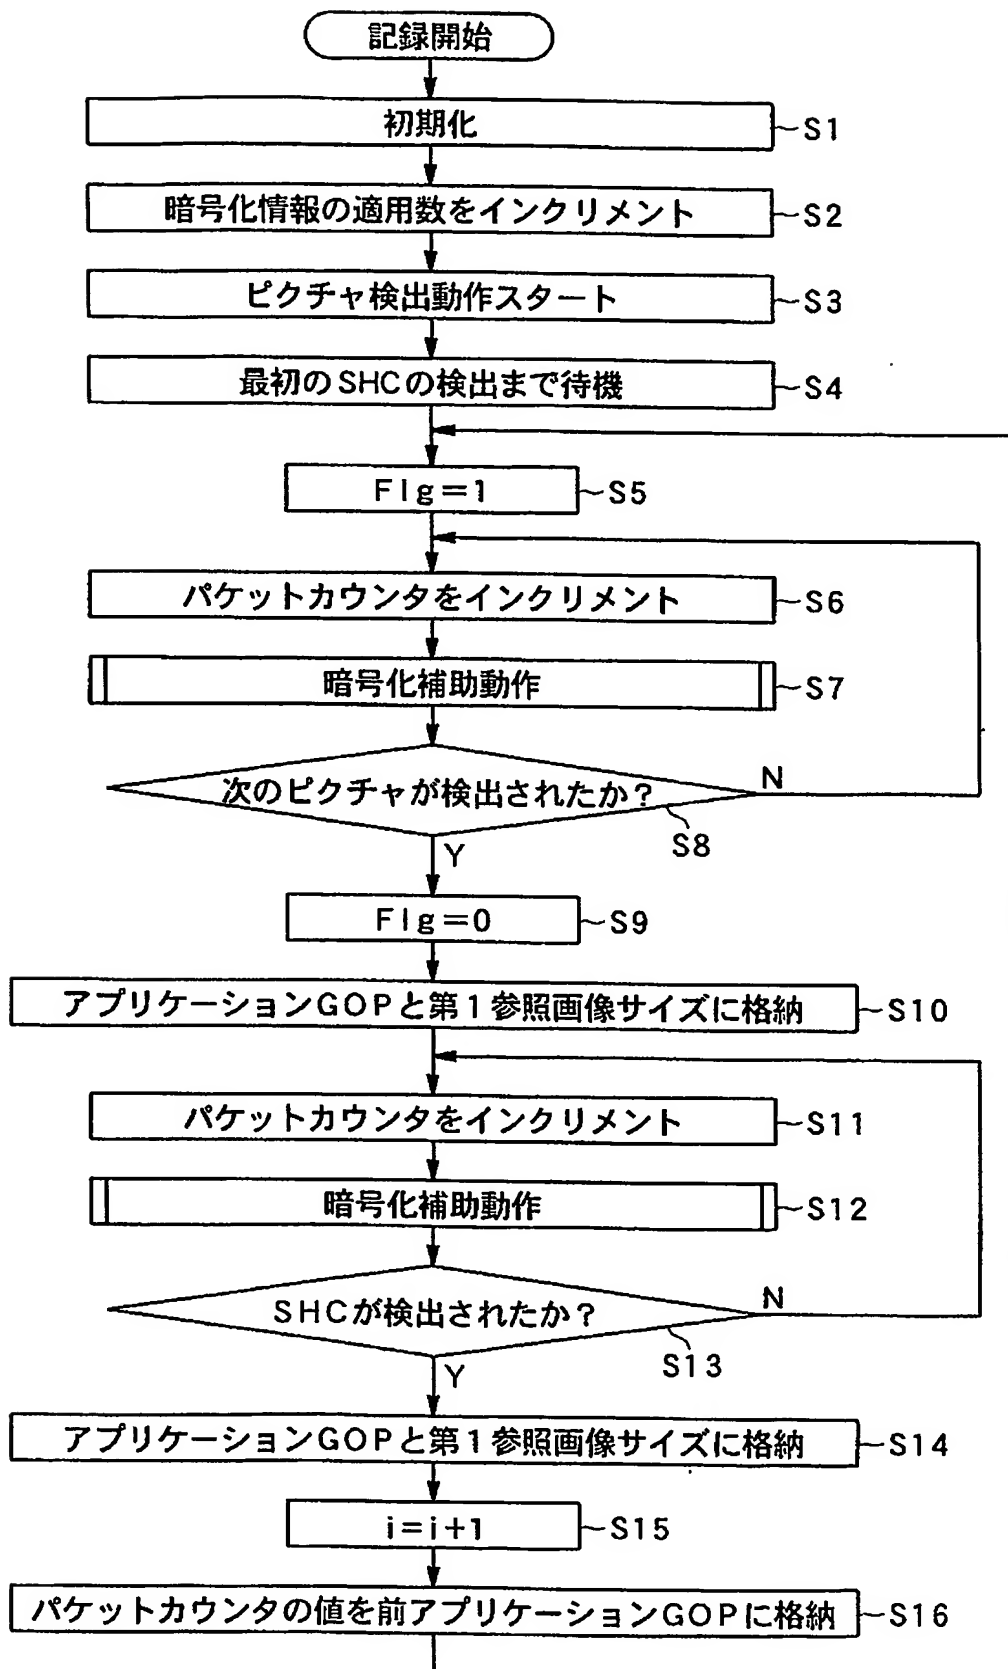 記録開始
初期化
S1
暗号化情報の適用数をインクリメント
S2
ピクチャ検出動作スタート
S3
最初のSHCの検出まで待機
S4
Flg=1
S5
パケットカウンタをインクリメント
S6
暗号化補助動作
S7
次のピクチャが検出されたか?
N
S8
Y
Flg=0
S9
アプリケーションGOPと第1参照画像サイズに格納
S10
パケットカウンタをインクリメント
S11
暗号化補助動作
S12
SHCが検出されたか?
N
S13
Y
アプリケーションGOPと第1参照画像サイズに格納
S14
i=i+1
S15
パケットカウンタの値を前アプリケーションGOPに格納
S16